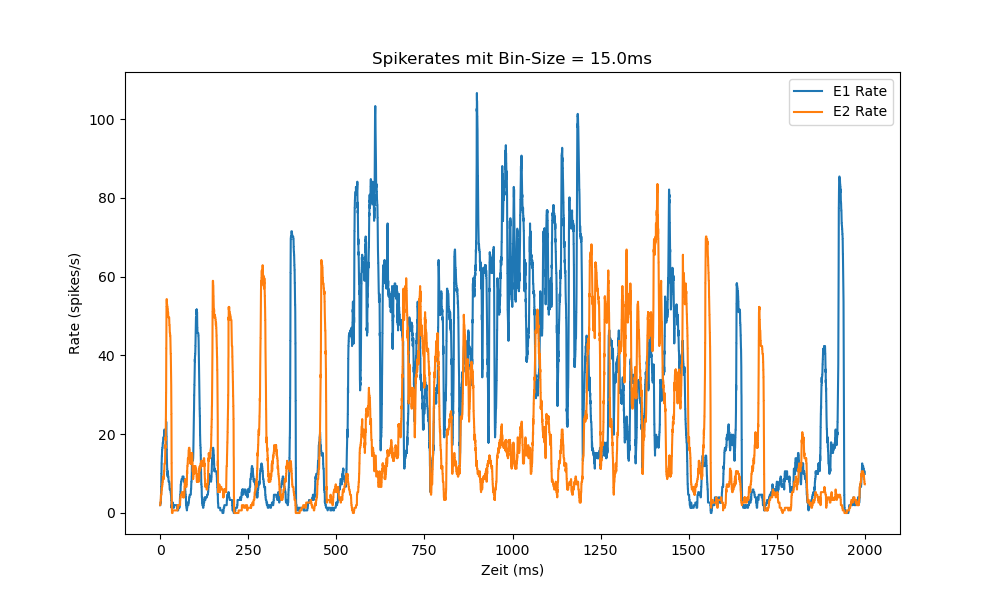 Spikerates mit Bin-Size = 15.0ms
E1 Rate
E2 Rate
Rate (spikes/s)
100
80
60
40
20
0
0 250 500 750 1000 1250 1500 1750 2000
Zeit (ms)